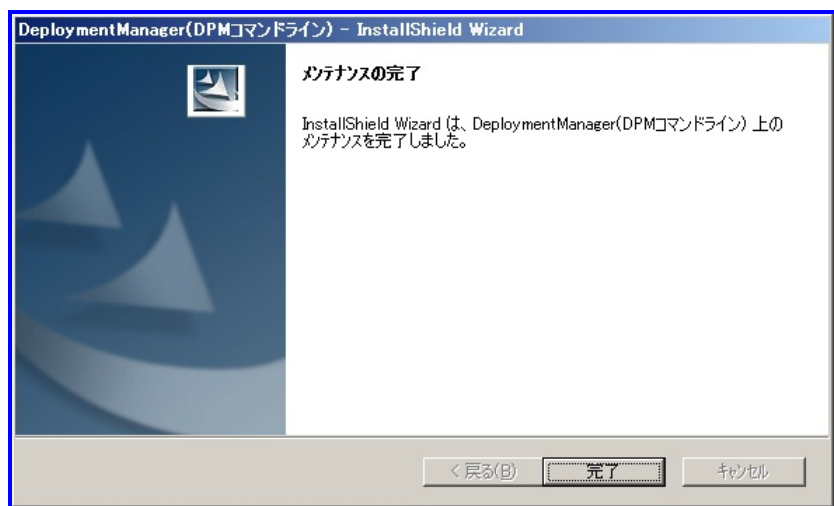 DeploymentManager(DPMコマンドライン) - InstallShield Wizard
メンテナンスの完了
InstallShield Wizard は、DeploymentManager(DPMコマンドライン) 上の
メンテナンスを完了しました。
< 戻る(B)
完了
キャンセル